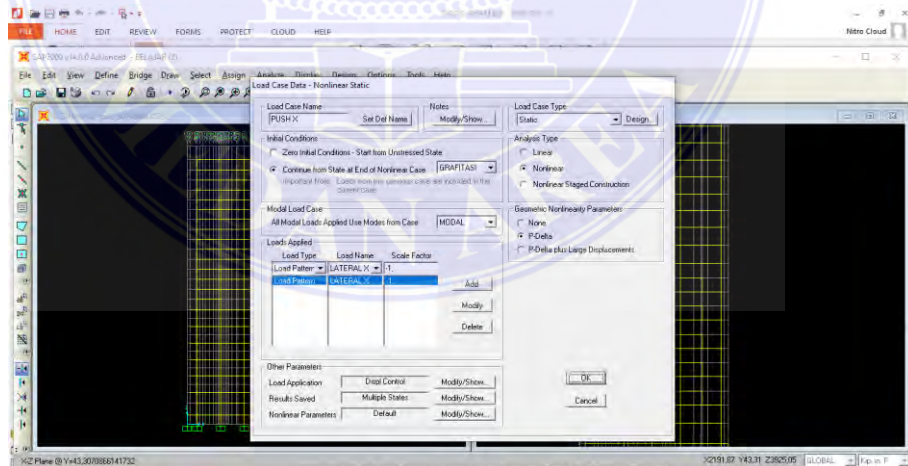 FILE HOME EDIT REVIEW FORMS PROTECT CLOUD HELP Nitro Cloud
File Edit View Define Bridge Draw Select Assign Analyze Display Design Options Tools Help
Load Case Data - Nonlinear Static
Load Case Name
PUSH X Set Def Name
Notes
Modify/Show...
Load Case Type
Static Design...
Initial Conditions
Zero Initial Conditions - Start from Unstressed State
Continue from State at End of Nonlinear Case GRAFITASI
Important Note: Loads from this previous case are included in the current case
Analysis Type
Linear
Nonlinear
Nonlinear Staged Construction
Modal Load Case
All Modal Loads Applied Use Modes from Case MODAL
Geometric Nonlinearity Parameters
None
P-Delta
P-Delta plus Large Displacements
Loads Applied
Load Type Load Name Scale Factor
Load Pattern LATERAL X -1.
Load Pattern LATERAL X -1.
Add
Modify
Delete
Other Parameters
Load Application Displ Control Modify/Show...
Results Saved Multiple States Modify/Show...
Nonlinear Parameters Default Modify/Show...
OK
Cancel
X-Z Plane @ Y=43,3070866141732
X2191,87 Y43,31 Z3925,05 GLOBAL Kip, in, F